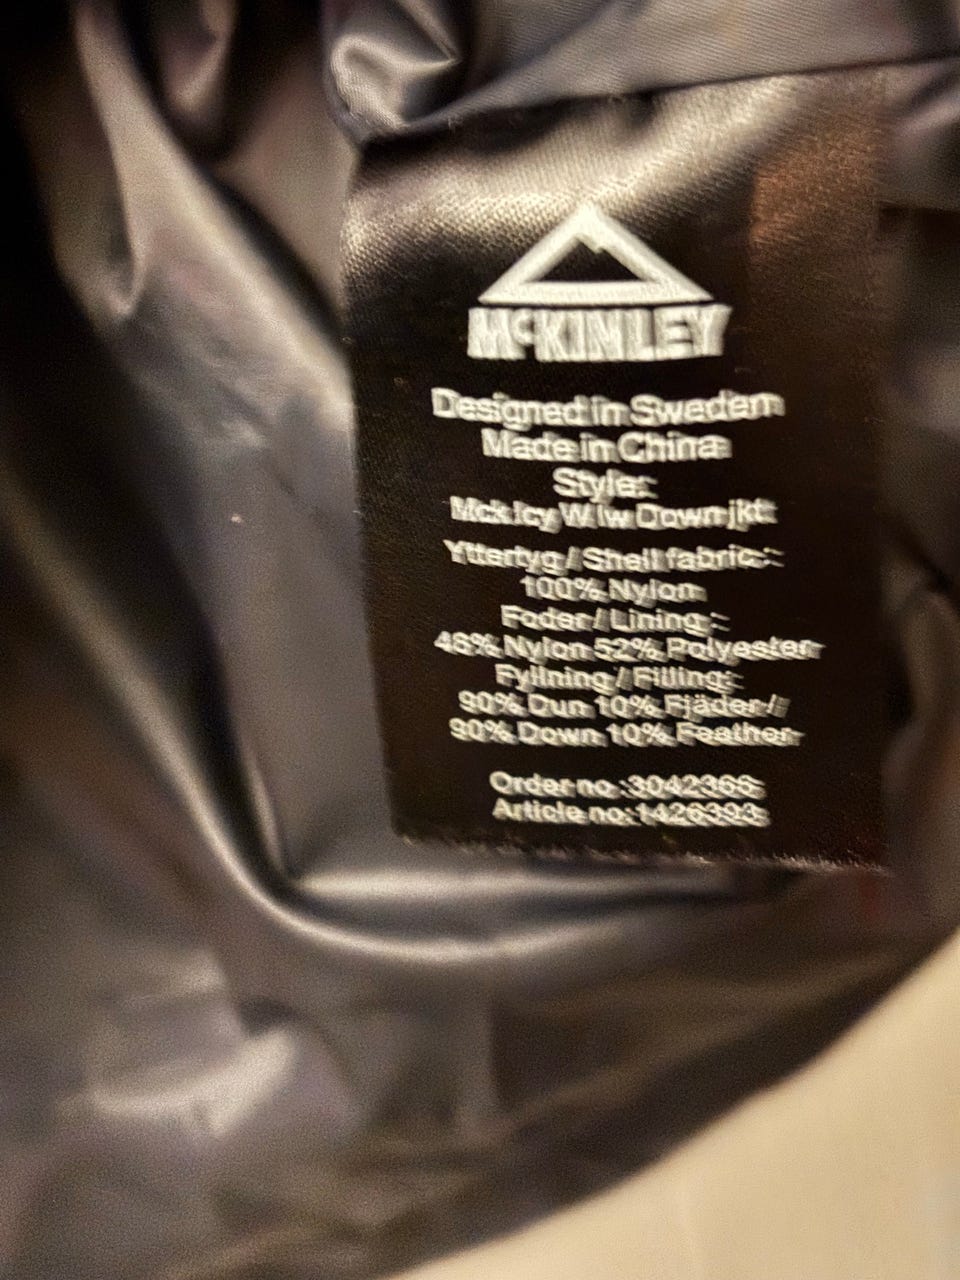 McKINLEY
Designed in Sweden
Made in China
Style:
Mck Icy W lw Down jkt
Yttertyg / Shell fabric :
100% Nylon
Foder / Lining :
48% Nylon 52% Polyester
Fyllning / Filling:
90% Dun 10% Fjäder /
90% Down 10% Feather
Order no :3042366
Article no:1426393